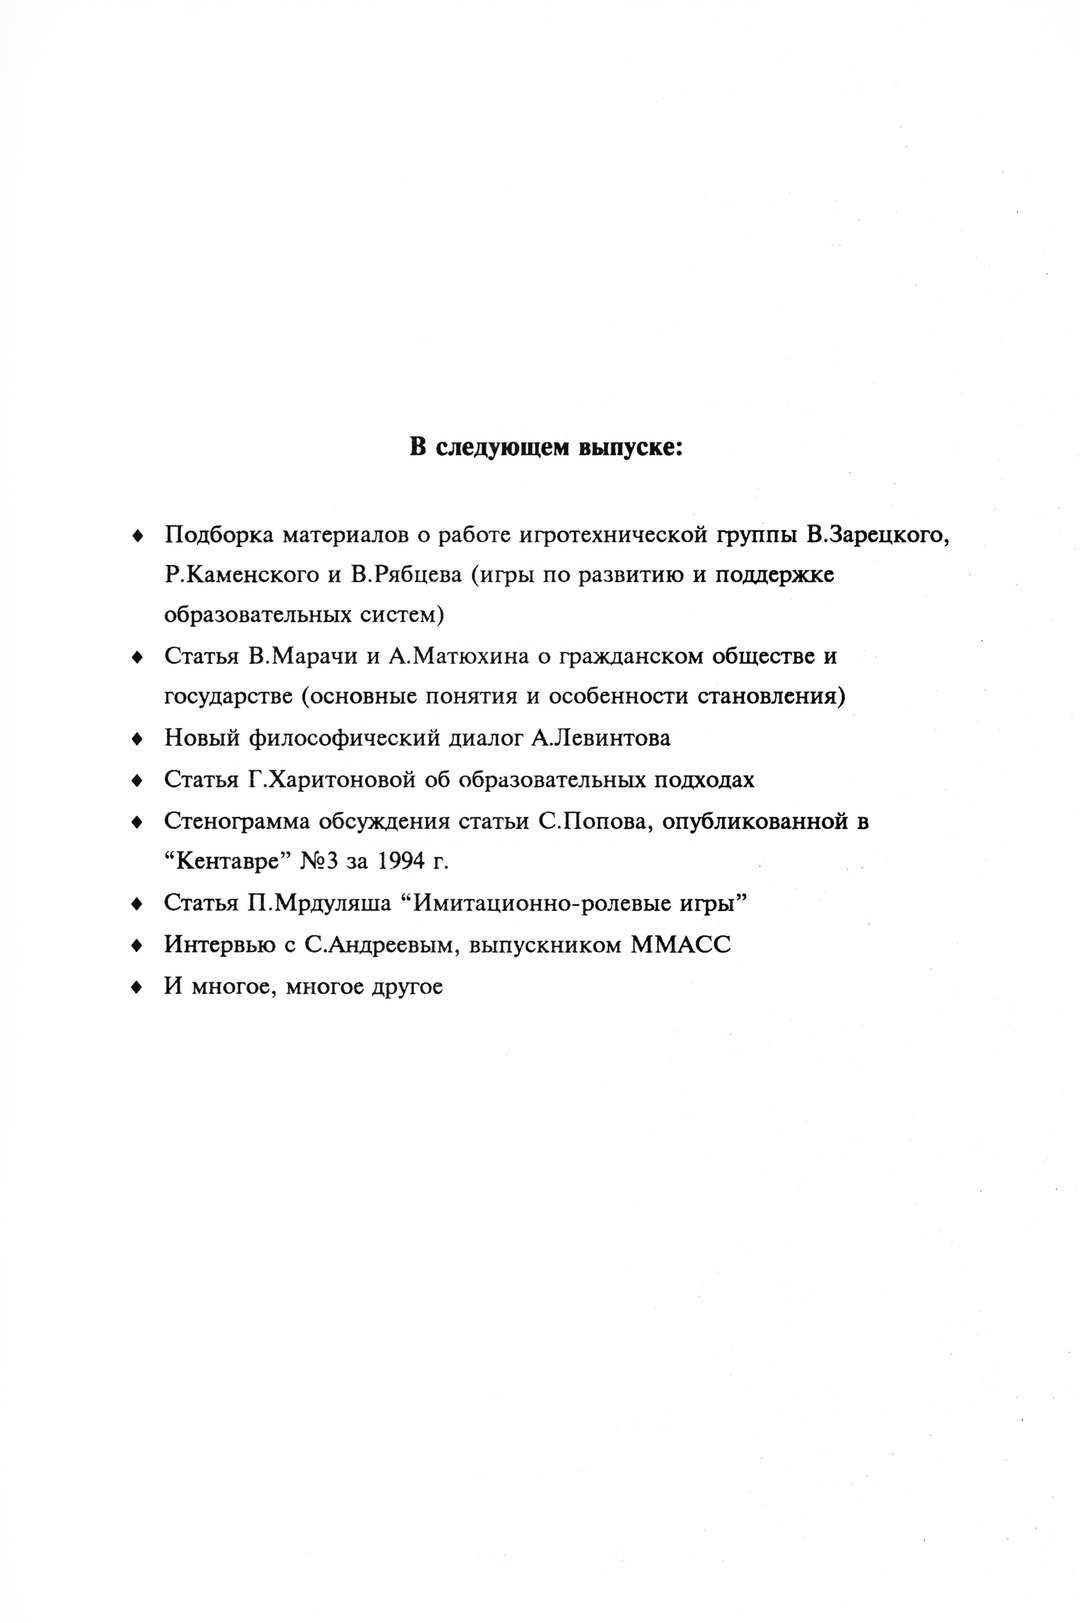 В следующем выпуске:
♦ Подборка материалов о работе игротехнической группы В.Зарецкого,
Р.Каменского и В.Рябцева (игры по развитию и поддержке
образовательных систем)
♦ Статья В.Марачи и А.Матюхина о гражданском обществе и
государстве (основные понятия и особенности становления)
♦ Новый философический диалог А.Левинтова
♦ Статья Г.Харитоновой об образовательных подходах
♦ Стенограмма обсуждения статьи С.Попова, опубликованной в
“Кентавре” №3 за 1994 г.
♦ Статья П.Мрдуляша “Имитационно-ролевые игры”
♦ Интервью с С.Андреевым, выпускником ММАСС
♦ И многое, многое другое